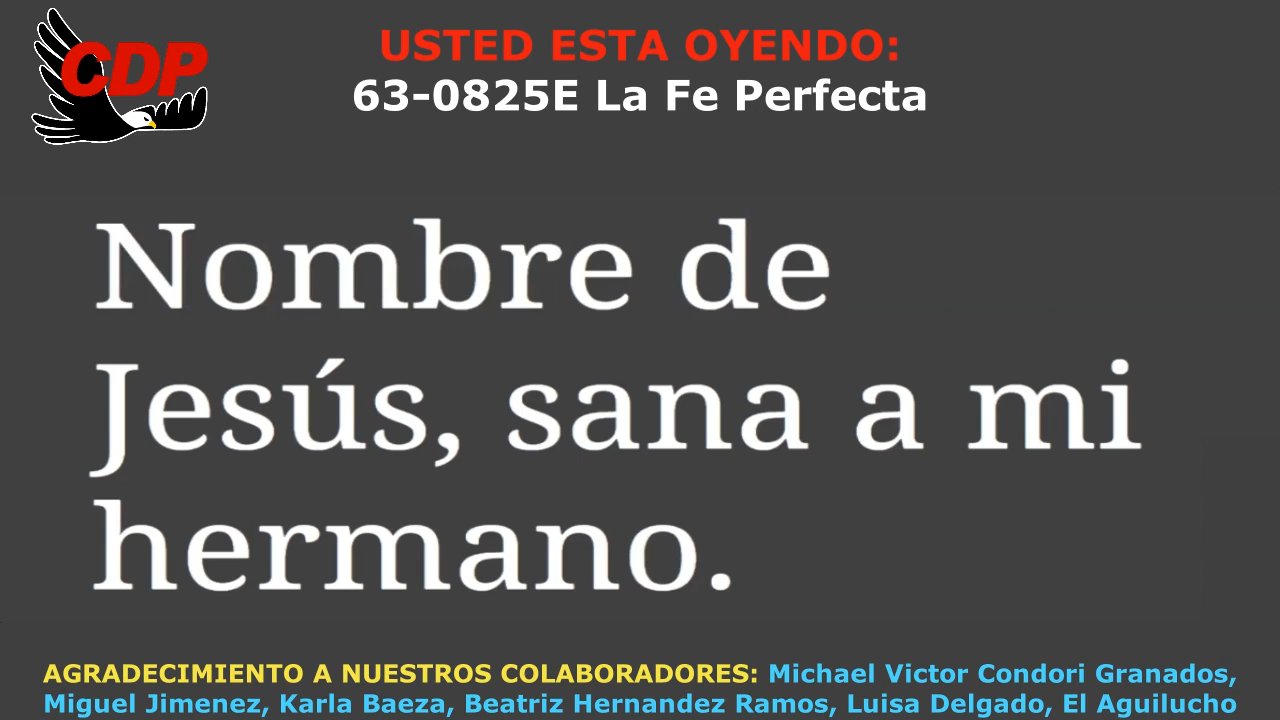 CDP
USTED ESTA OYENDO:
63-0825E La Fe Perfecta
Nombre de
Jesús, sana a mi
hermano.
AGRADECIMIENTO A NUESTROS COLABORADORES: Michael Victor Condori Granados,
Miguel Jimenez, Karla Baeza, Beatriz Hernandez Ramos, Luisa Delgado, El Aguilucho